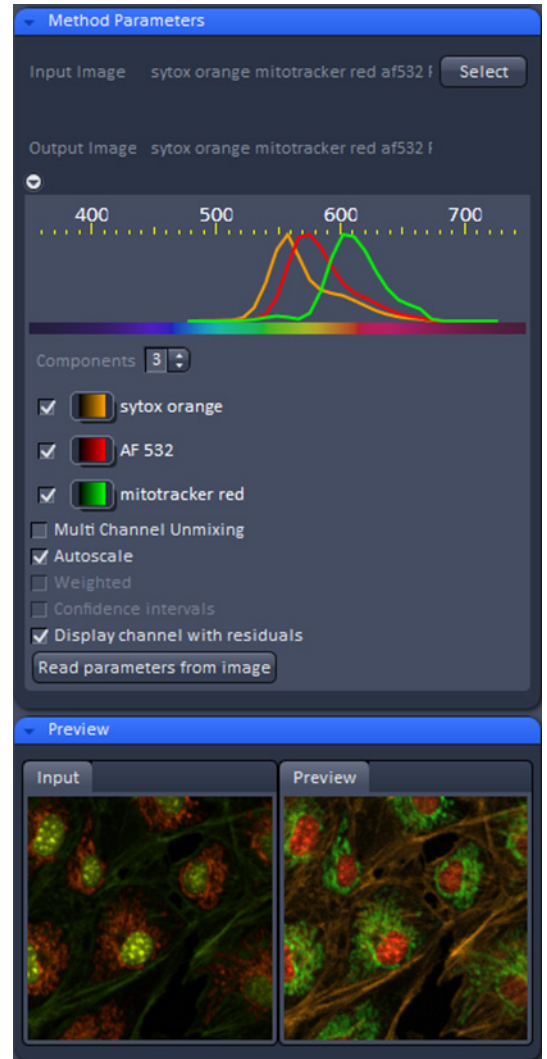 Method Parameters
Input Image sytox orange mitotracker red af532 Select
Output Image sytox orange mitotracker red af532
400 500 600 700
Components 3
sytox orange
AF 532
mitotracker red
Multi Channel Unmixing
Autoscale
Weighted
Confidence intervals
Display channel with residuals
Read parameters from image
Preview
Input Preview